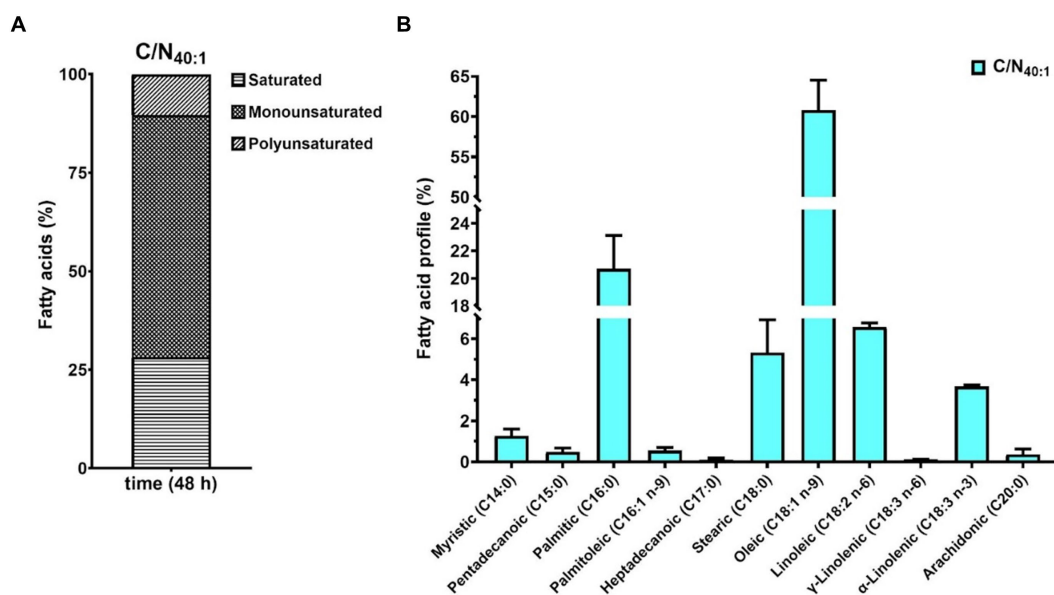 A
C/N40:1
100
75
50
25
0
Fatty acids (%)
time (48 h)
Saturated
Monounsaturated
Polyunsaturated
B
C/N40:1
65
60
55
50
24
22
20
18
6
4
2
0
Fatty acid profile (%)
Myristic (C14:0)
Pentadecanoic (C15:0)
Palmitic (C16:0)
Palmitoleic (C16:1 n-9)
Heptadecanoic (C17:0)
Stearic (C18:0)
Oleic (C18:1 n-9)
Linoleic (C18:2 n-6)
γ-Linolenic (C18:3 n-6)
α-Linolenic (C18:3 n-3)
Arachidonic (C20:0)